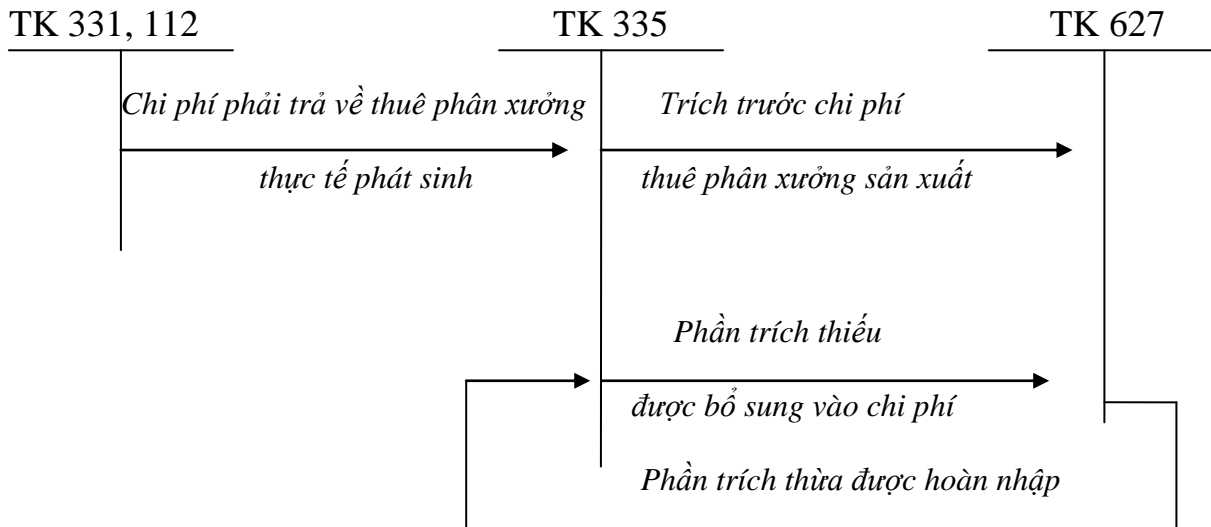 TK 331, 112
TK 335
TK 627
Chi phí phải trả về thuê phân xưởng
thực tế phát sinh
Trích trước chi phí
thuê phân xưởng sản xuất
Phần trích thiếu
được bổ sung vào chi phí
Phần trích thừa được hoàn nhập